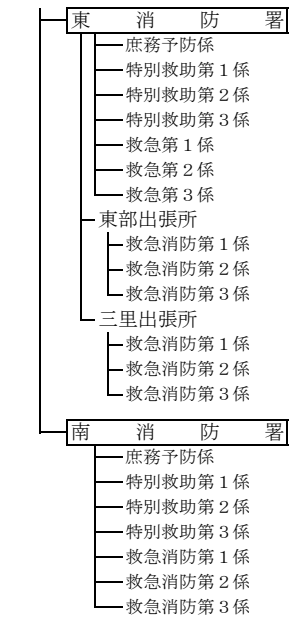 東消防署
庶務予防係
特別救助第１係
特別救助第２係
特別救助第３係
救急第１係
救急第２係
救急第３係
東部出張所
救急消防第１係
救急消防第２係
救急消防第３係
三里出張所
救急消防第１係
救急消防第２係
救急消防第３係
南消防署
庶務予防係
特別救助第１係
特別救助第２係
特別救助第３係
救急消防第１係
救急消防第２係
救急消防第３係